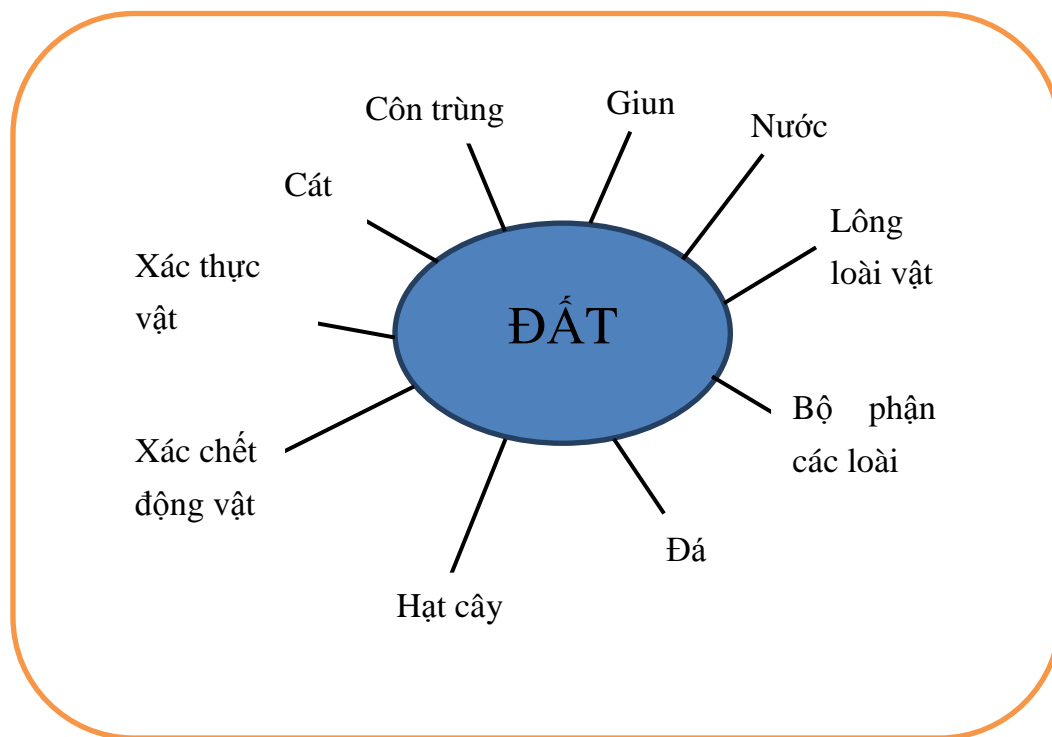 Côn trùng
Giun
Nước
Cát
Lông
loài vật
Xác thực
vật
ĐẤT
Bộ phận
các loài
Xác chết
động vật
Đá
Hạt cây